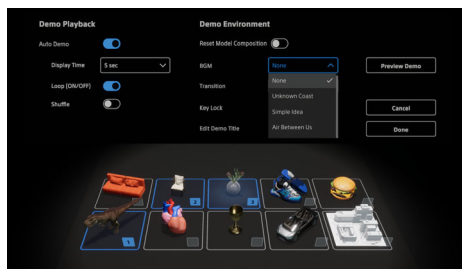 Demo Playback
Auto Demo
Display Time 5 sec
Loop (ON/OFF)
Shuffle
Demo Environment
Reset Model Composition
BGM None
None
Unknown Coast
Simple Idea
Air Between Us
Transition
Key Lock
Edit Demo Title
Preview Demo
Cancel
Done
2
3
1